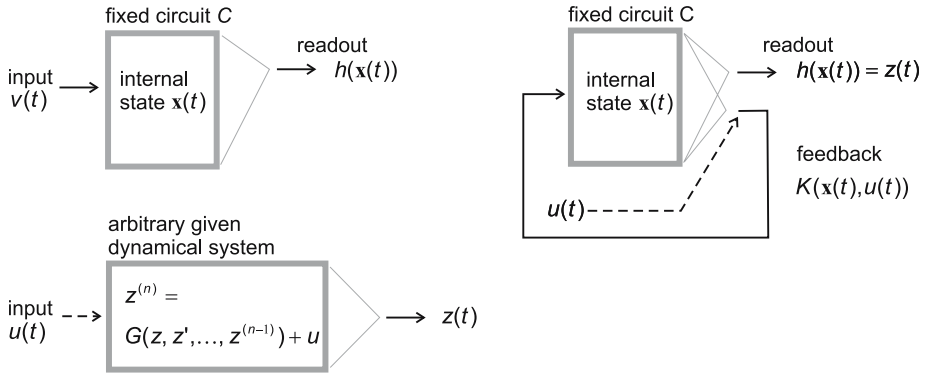 fixed circuit C
input
v(t)
internal
state x(t)
readout
h(x(t))
arbitrary given
dynamical system
input
u(t)
z⁽ⁿ⁾ =
G(z, z',..., z⁽ⁿ⁻¹⁾) + u
z(t)
fixed circuit C
internal
state x(t)
readout
h(x(t)) = z(t)
feedback
K(x(t),u(t))
u(t)